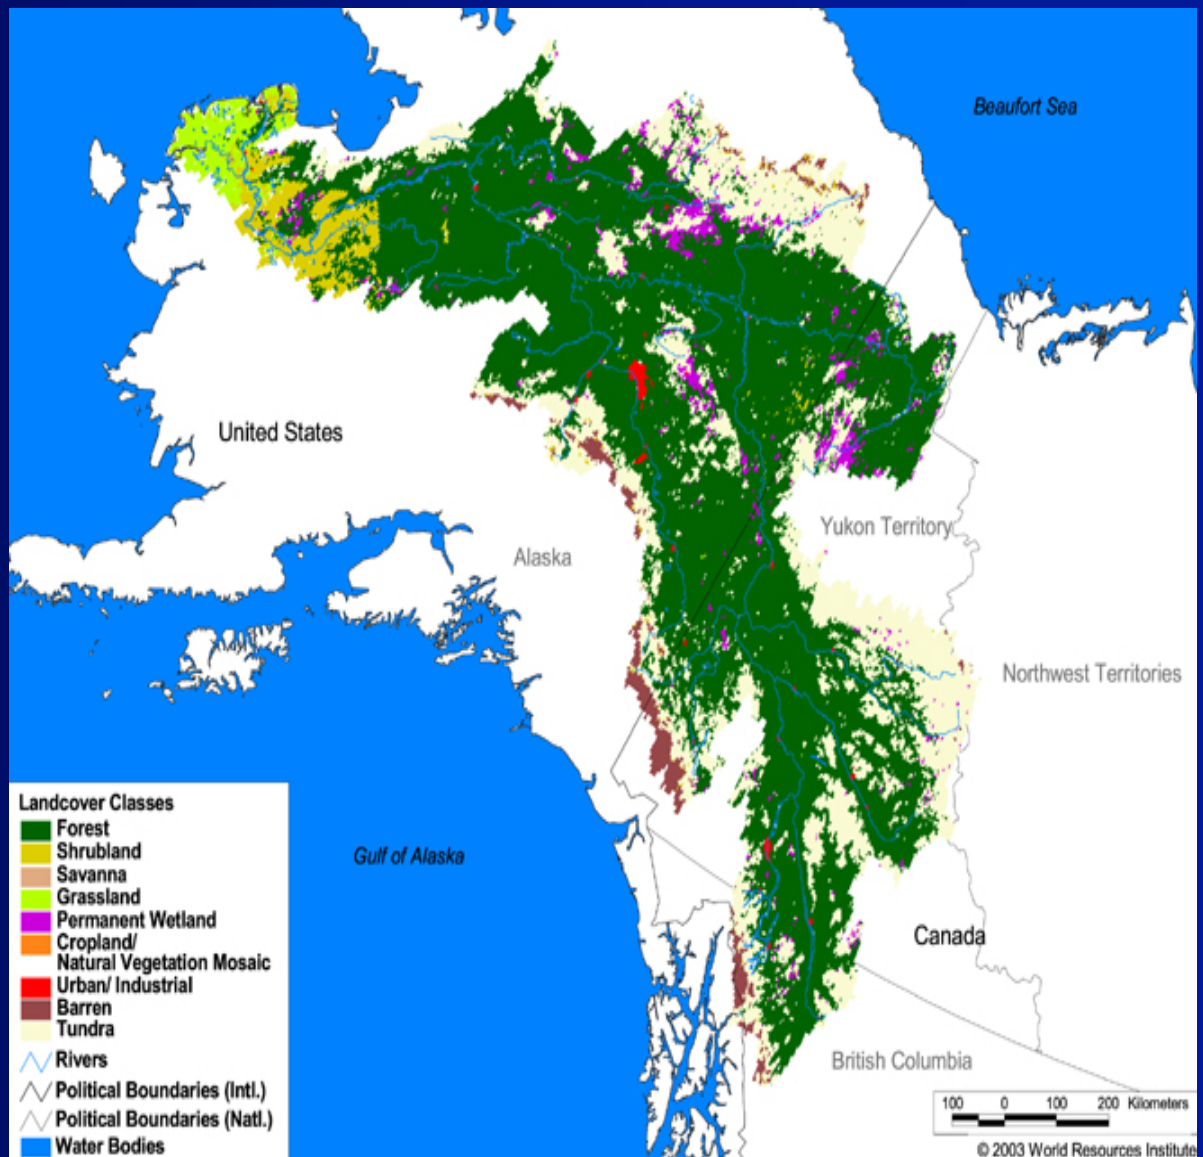 Beaufort Sea
United States
Yukon Territory
Alaska
Northwest Territories
Landcover Classes
Forest
Shrubland
Savanna
Grassland
Permanent Wetland
Cropland/
Natural Vegetation Mosaic
Urban/ Industrial
Barren
Tundra
Rivers
Political Boundaries (Intl.)
Political Boundaries (Natl.)
Water Bodies
Gulf of Alaska
Canada
British Columbia
100 0 100 200 Kilometers
© 2003 World Resources Institute